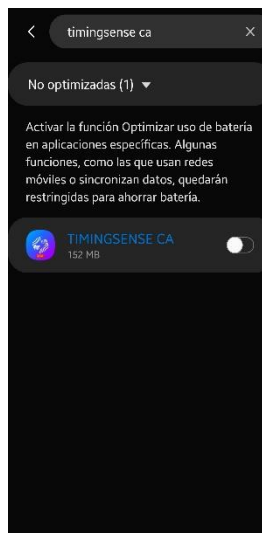 timingsense ca
No optimizadas (1)
Activar la función Optimizar uso de batería
en aplicaciones específicas. Algunas
funciones, como las que usan redes
móviles o sincronizan datos, quedarán
restringidas para ahorrar batería.
TIMINGSENSE CA
152 MB